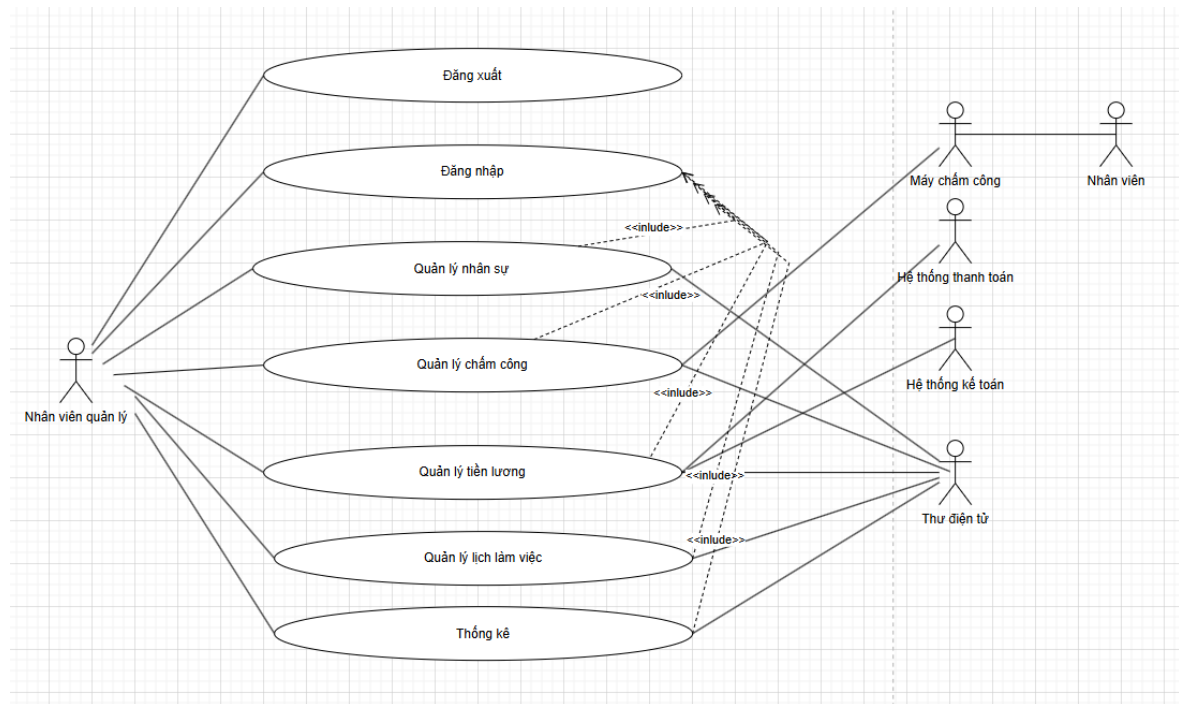 Đăng xuất
Máy chấm công
Nhân viên
Đăng nhập
<<inlude>>
Quản lý nhân sự
Hệ thống thanh toán
<<inlude>>
Quản lý chấm công
Hệ thống kế toán
<<inlude>>
Nhân viên quản lý
Quản lý tiền lương
<<inlude>>
Thư điện tử
<<inlude>>
Quản lý lịch làm việc
Thống kê